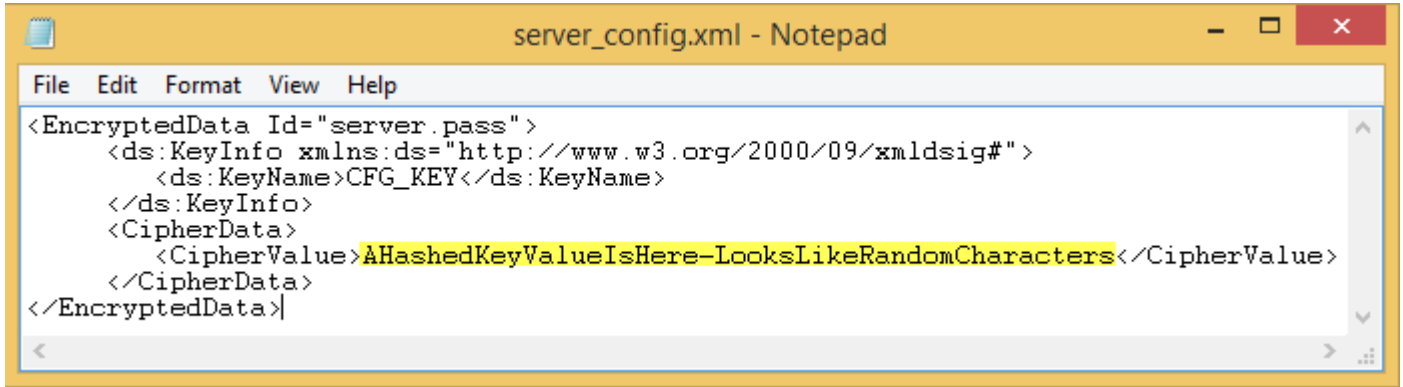 server_config.xml - Notepad
File Edit Format View Help
<EncryptedData Id="server.pass">
<ds:KeyInfo xmlns:ds="http://www.w3.org/2000/09/xmldsig#">
<ds:KeyName>CFG_KEY</ds:KeyName>
</ds:KeyInfo>
<CipherData>
<CipherValue>AHashedKeyValueIsHere-LooksLikeRandomCharacters</CipherValue>
</CipherData>
</EncryptedData>